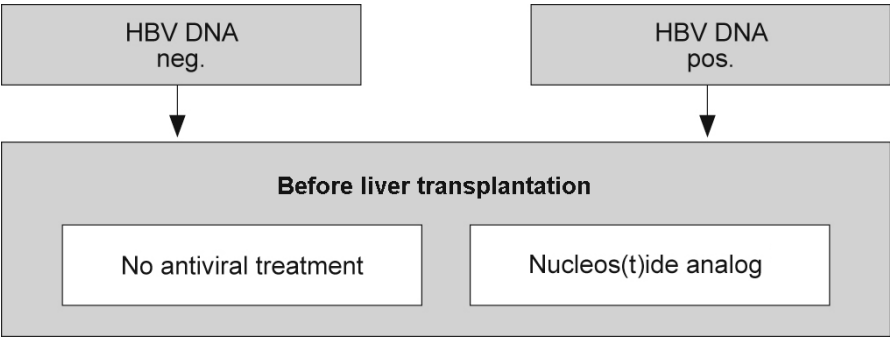 HBV DNA
neg.
HBV DNA
pos.
Before liver transplantation
No antiviral treatment
Nucleos(t)ide analog